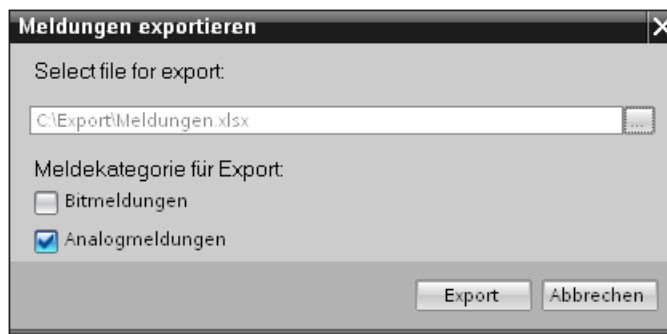 Meldungen exportieren
Select file for export:
C:\Export\Meldungen.xlsx
...
Meldekategorie für Export:
Bitmeldungen
Analogmeldungen
Export Abbrechen